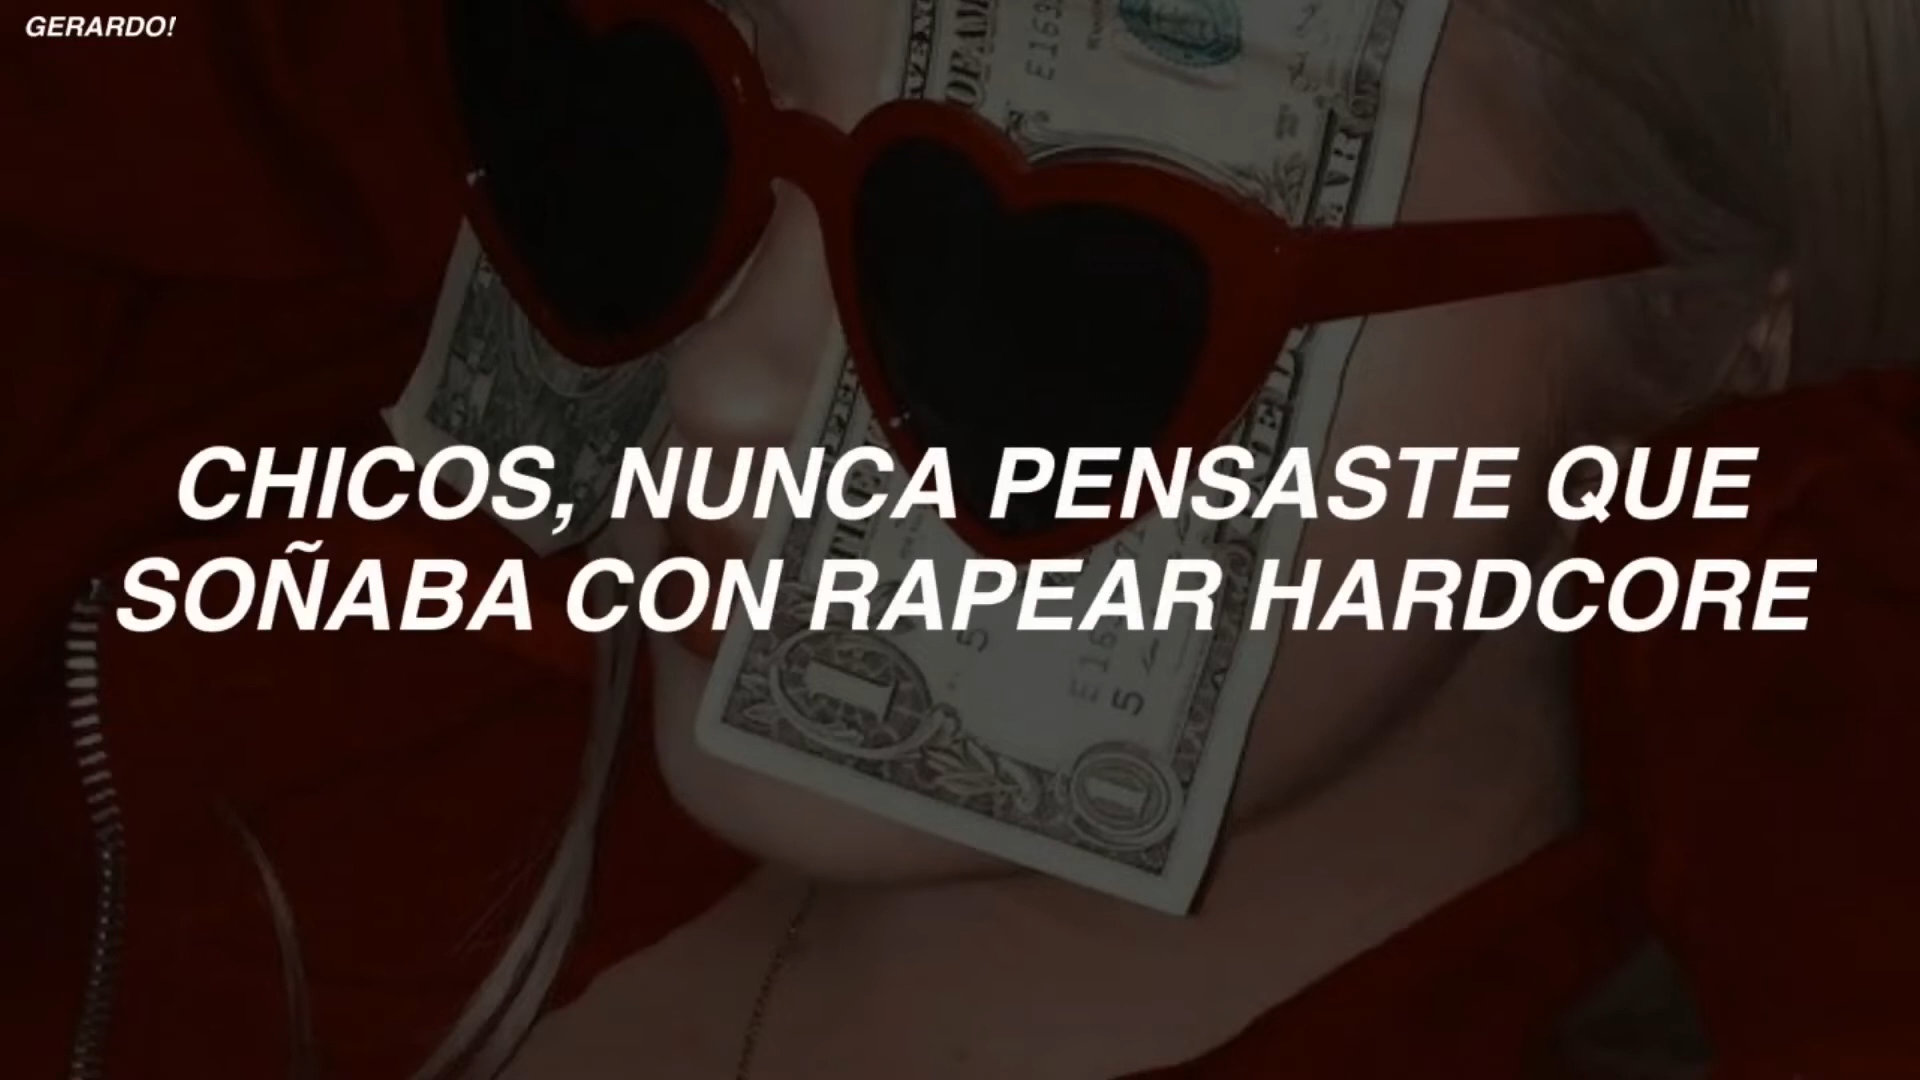 GERARDO!
CHICOS, NUNCA PENSASTE QUE
SOÑABA CON RAPEAR HARDCORE